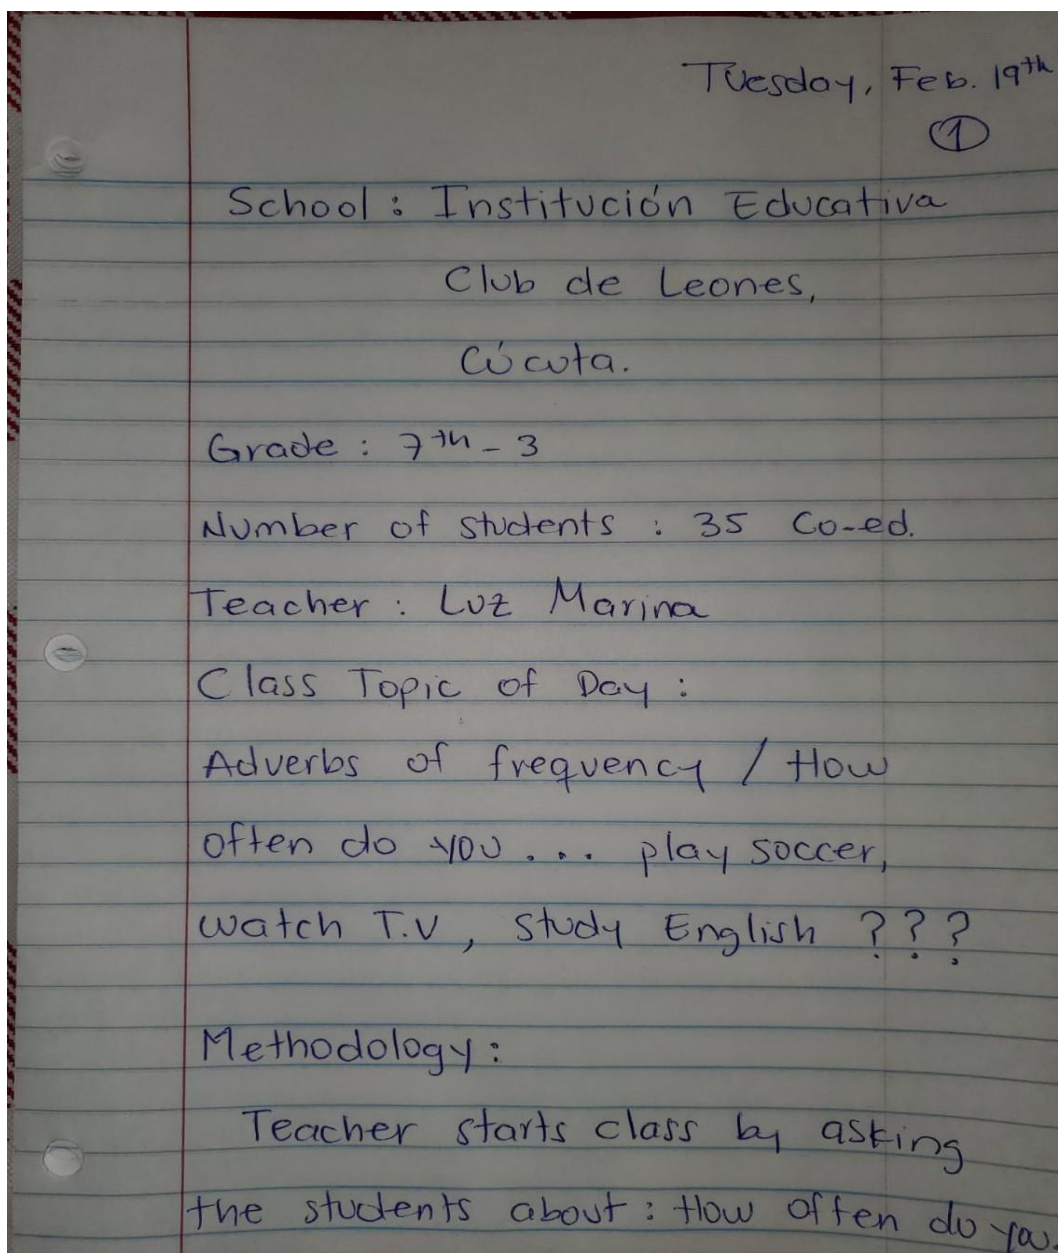 Tuesday, Feb. 19th
①
School: Institución Educativa
Club de Leones,
Cúcuta.
Grade: 7th - 3
Number of students: 35 Co-ed.
Teacher: Luz Marina
Class Topic of Day:
Adverbs of frequency / How
often do you... play soccer,
watch T.V, study English ???
Methodology:
Teacher starts class by asking
the students about: How often do you.